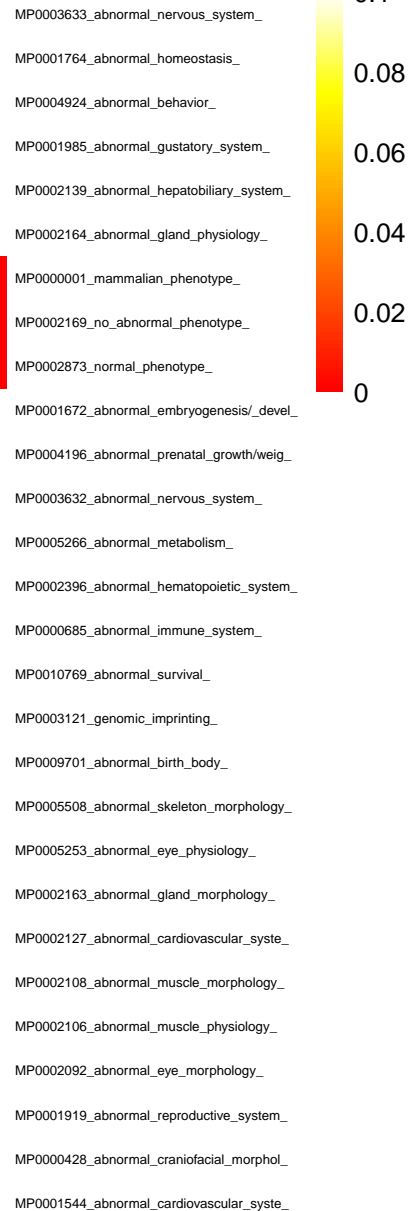 MP0003633_abnormal_nervous_system_
MP0001764_abnormal_homeostasis_
MP0004924_abnormal_behavior_
MP0001985_abnormal_gustatory_system_
MP0002139_abnormal_hepatobiliary_system_
MP0002164_abnormal_gland_physiology_
MP0000001_mammalian_phenotype_
MP0002169_no_abnormal_phenotype_
MP0002873_normal_phenotype_
MP0001672_abnormal_embryogenesis/_devel_
MP0004196_abnormal_prenatal_growth/weig_
MP0003632_abnormal_nervous_system_
MP0005266_abnormal_metabolism_
MP0002396_abnormal_hematopoietic_system_
MP0000685_abnormal_immune_system_
MP0010769_abnormal_survival_
MP0003121_genomic_imprinting_
MP0009701_abnormal_birth_body_
MP0005508_abnormal_skeleton_morphology_
MP0005253_abnormal_eye_physiology_
MP0002163_abnormal_gland_morphology_
MP0002127_abnormal_cardiovascular_syste_
MP0002108_abnormal_muscle_morphology_
MP0002106_abnormal_muscle_physiology_
MP0002092_abnormal_eye_morphology_
MP0001919_abnormal_reproductive_system_
MP0000428_abnormal_craniofacial_morphol_
MP0001544_abnormal_cardiovascular_syste_
0.08
0.06
0.04
0.02
0